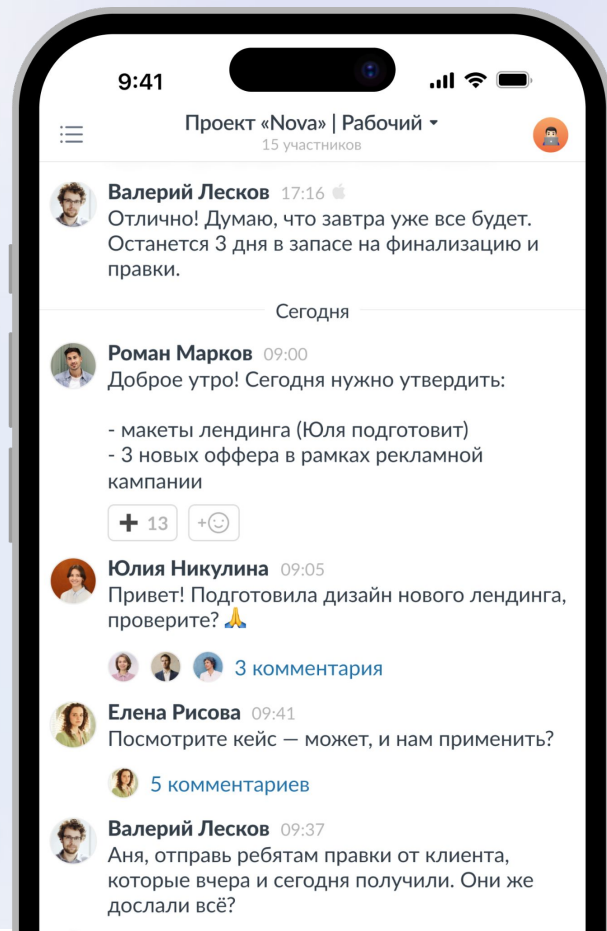 9:41
Проект «Nova» | Рабочий
15 участников
Валерий Лесков 17:16
Отлично! Думаю, что завтра уже все будет.
Останется 3 дня в запасе на финализацию и
правки.
Сегодня
Роман Марков 09:00
Доброе утро! Сегодня нужно утвердить:
- макеты лендинга (Юля подготовит)
- 3 новых оффера в рамках рекламной
кампании
13
Юлия Никулина 09:05
Привет! Подготовила дизайн нового лендинга,
проверите? 🙏
3 комментария
Елена Рисова 09:41
Посмотрите кейс — может, и нам применить?
5 комментариев
Валерий Лесков 09:37
Аня, отправь ребятам правки от клиента,
которые вчера и сегодня получили. Они же
дослали всё?